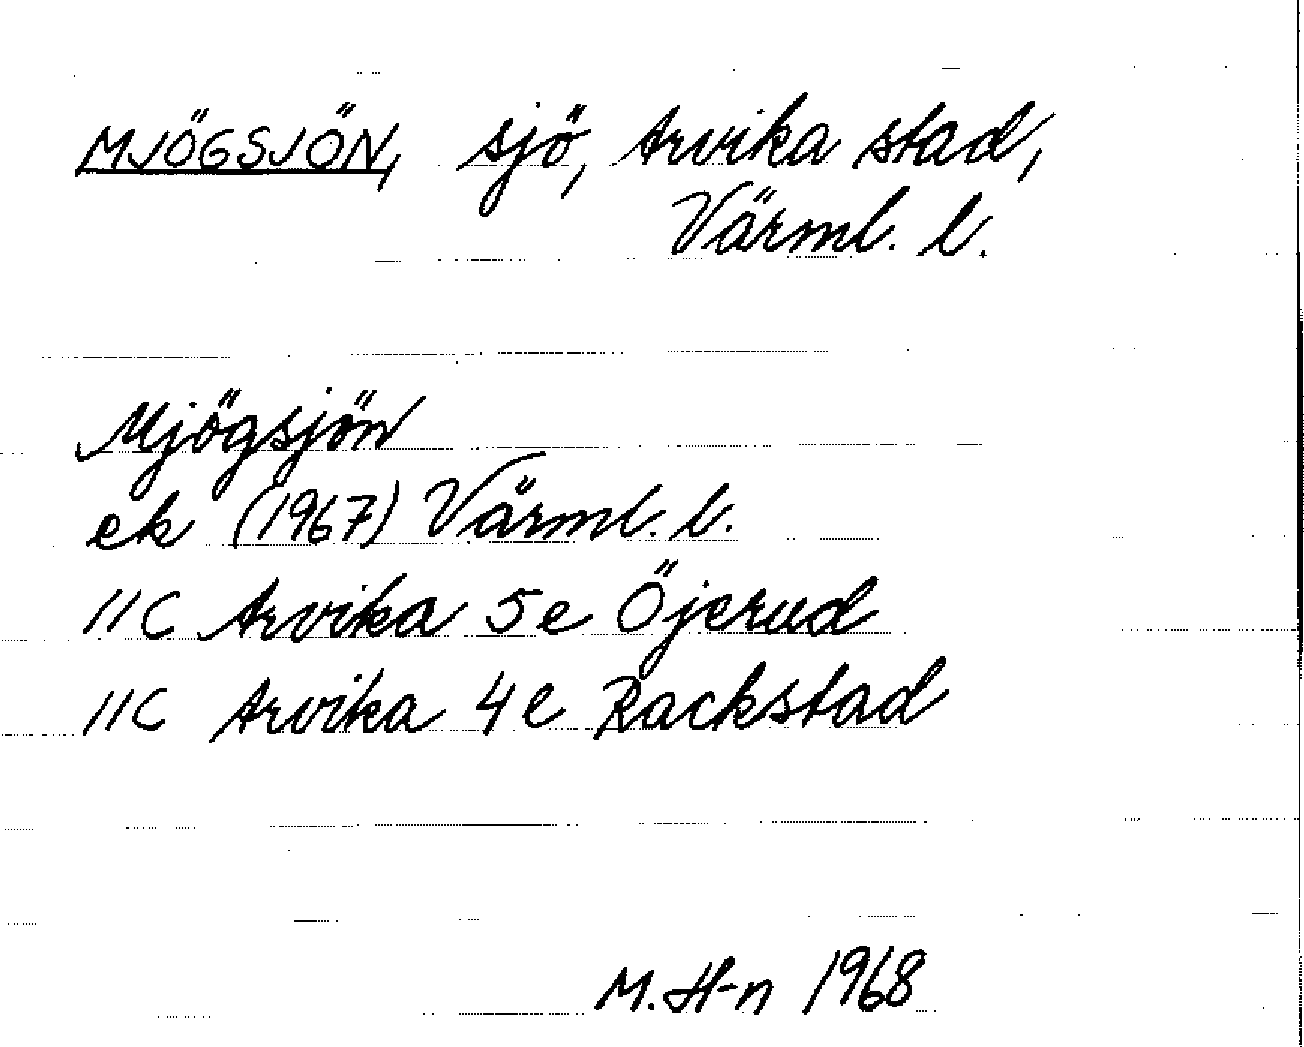 MJÖGSJÖN, sjö, Arvika stad,
Värml. l.
Mjögsjön
ek (1967) Värml. l.
11C Arvika 5e Öjerud
11C Arvika 4e Rackstad
M. H-n 1968